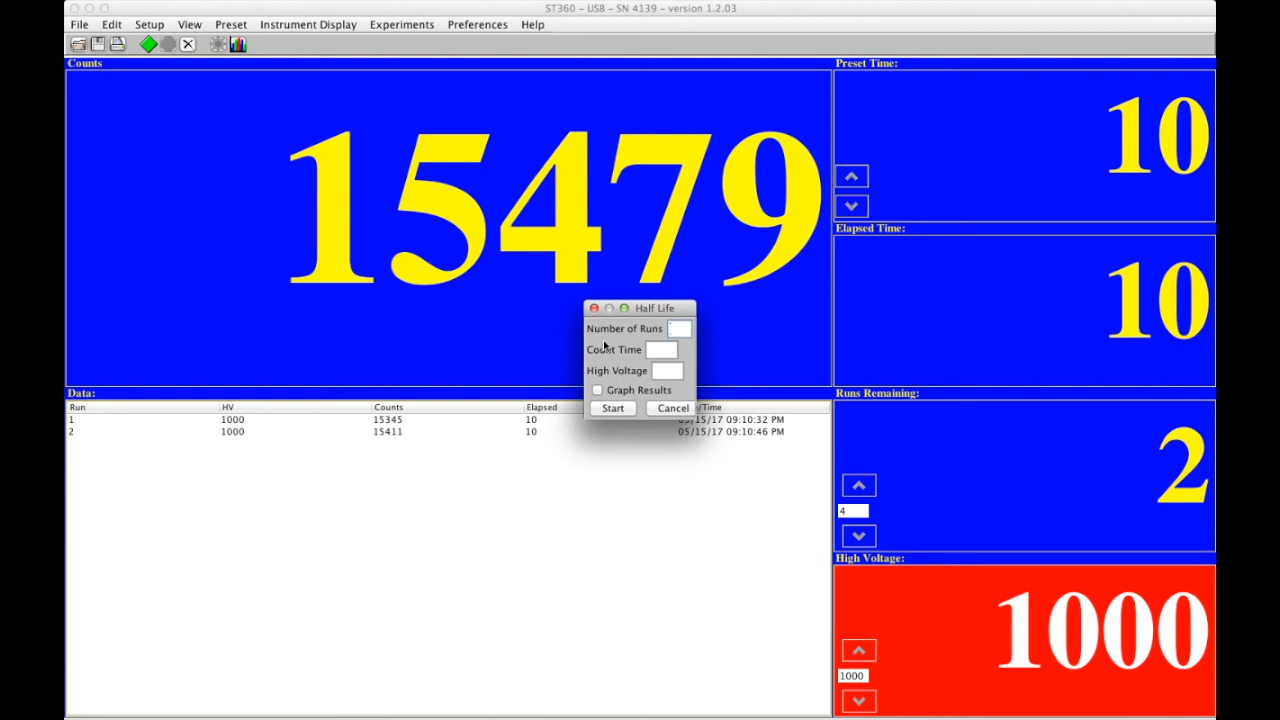 ST360 - USB - SN 4139 - version 1.2.03
File Edit Setup View Preset Instrument Display Experiments Preferences Help
Counts
15479
Preset Time:
10
Elapsed Time:
10
Half Life
Number of Runs
Count Time
High Voltage
Graph Results
Start Cancel
Data:
Run HV Counts Elapsed /Time
1 1000 15345 10 05/15/17 09:10:32 PM
2 1000 15411 10 05/15/17 09:10:46 PM
Runs Remaining:
2
4
High Voltage:
1000
1000